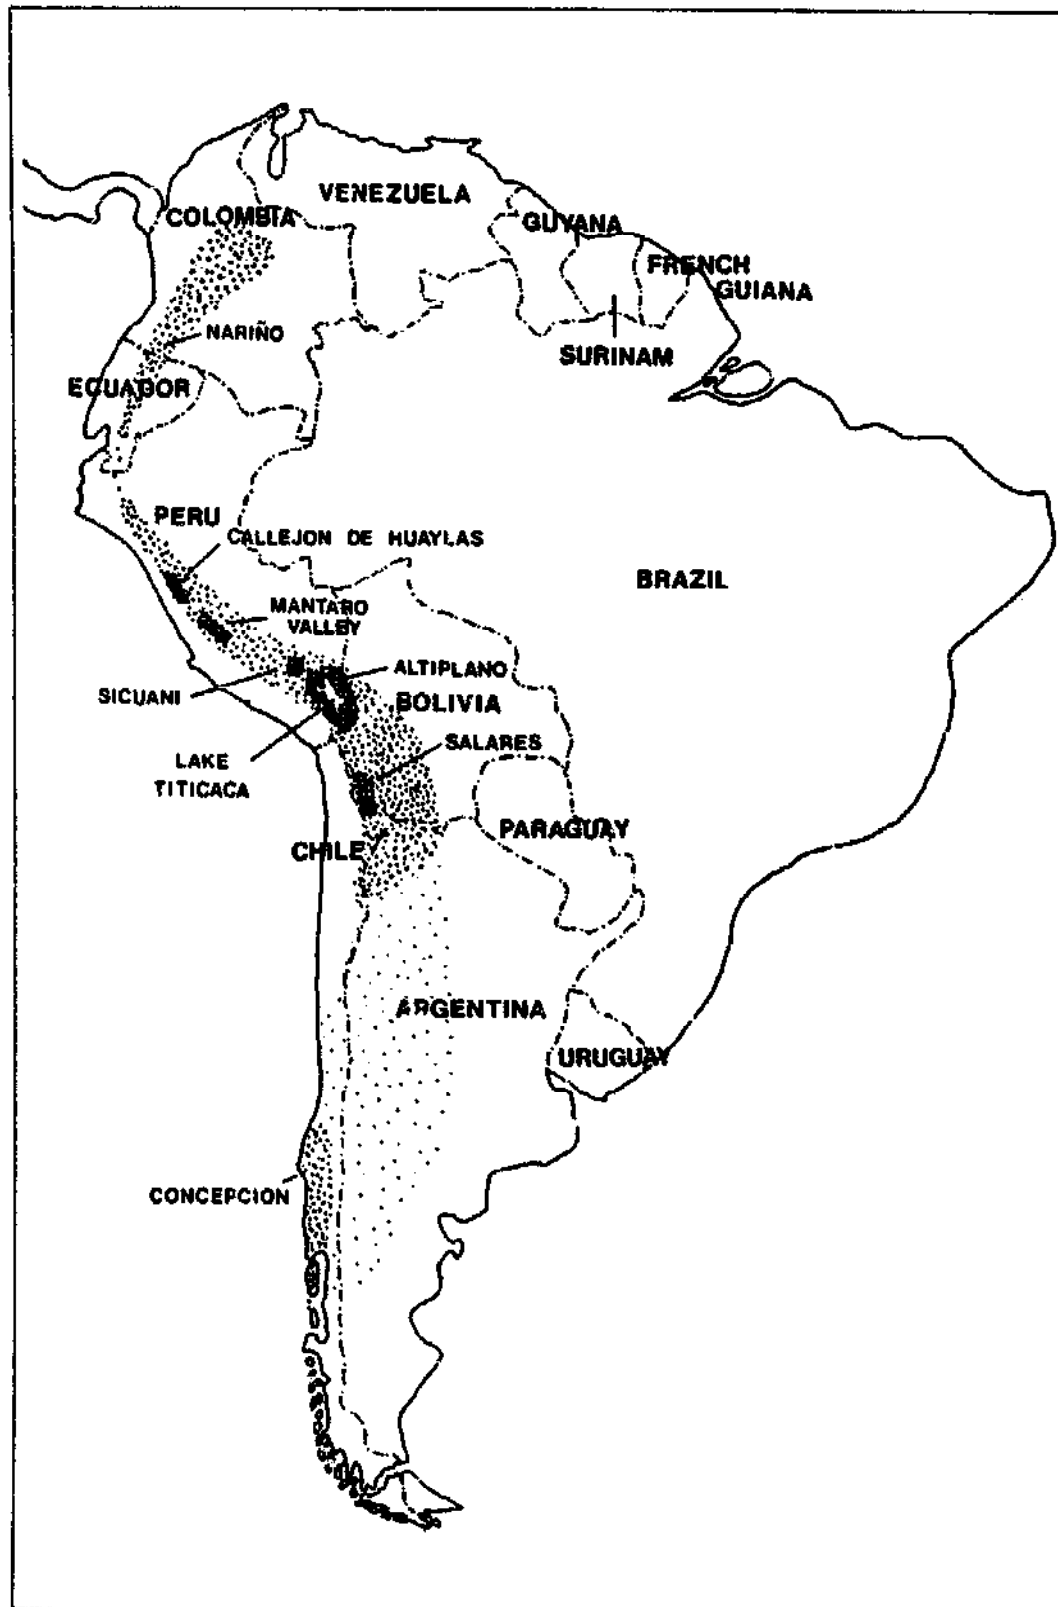 VENEZUELA
COLOMBIA
GUYANA
FRENCH
GUIANA
NARIÑO
SURINAM
ECUADOR
PERU
CALLEJON DE HUAYLAS
BRAZIL
MANTARO
VALLEY
ALTIPLANO
SICUANI
BOLIVIA
SALARES
LAKE
TITICACA
PARAGUAY
CHILE
ARGENTINA
URUGUAY
CONCEPCION